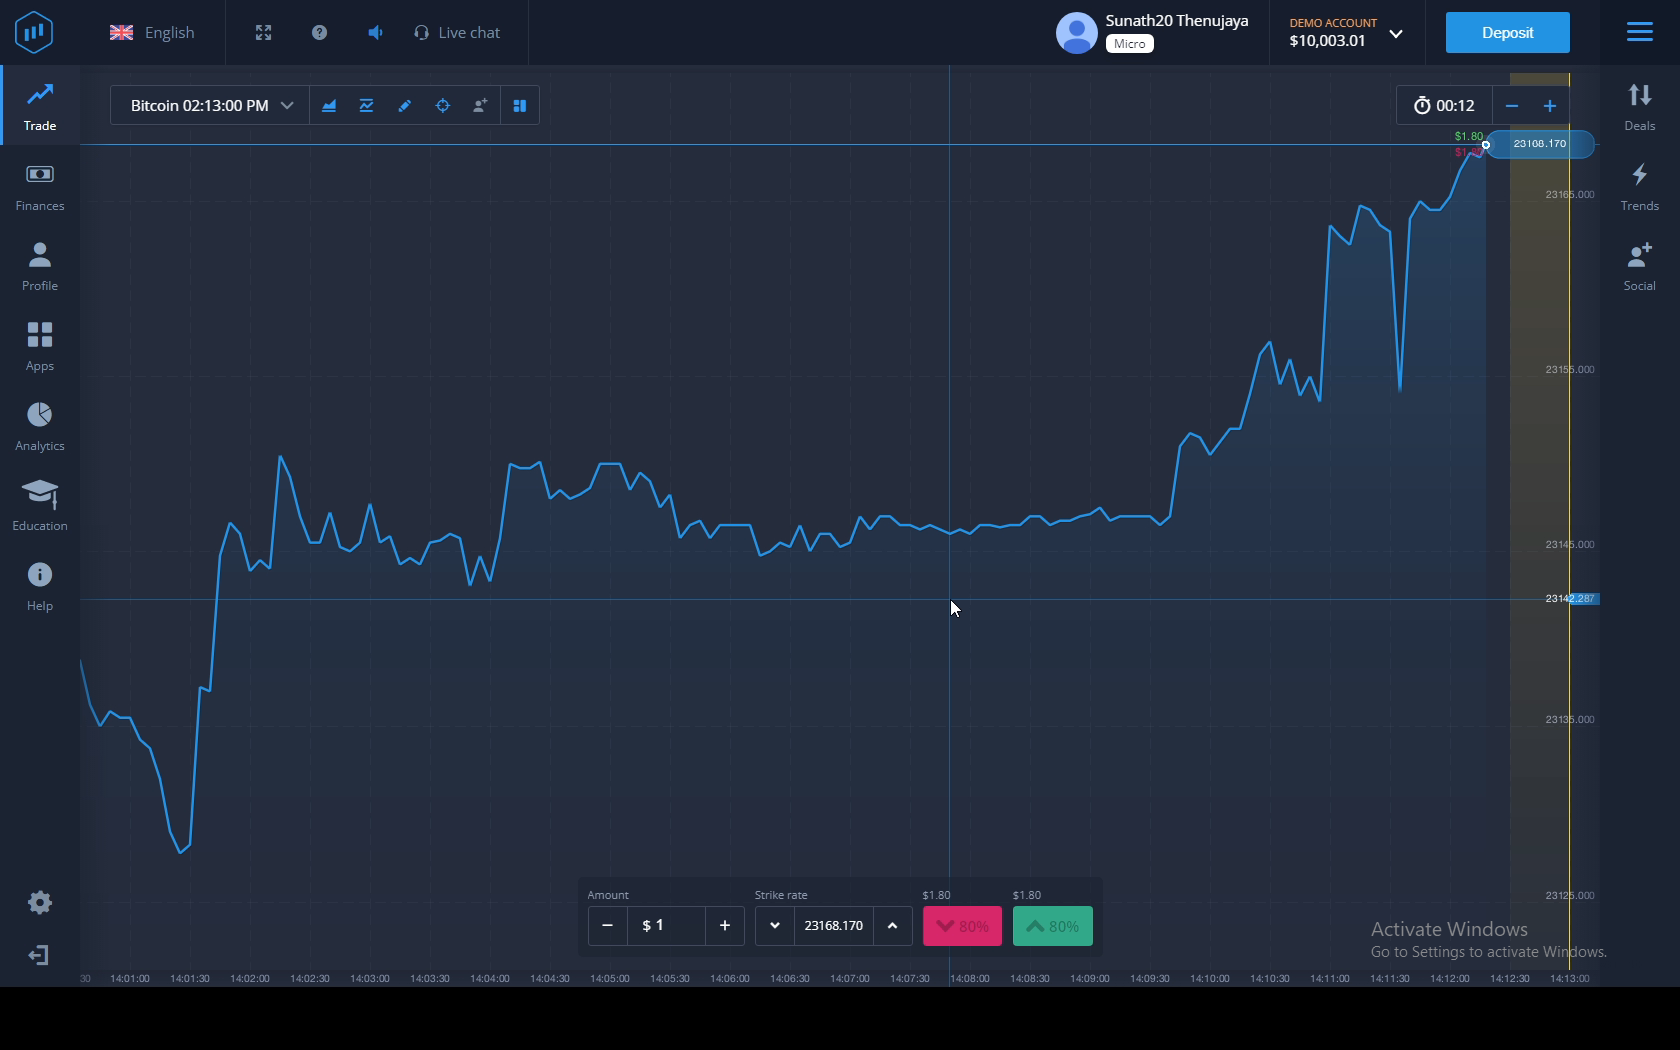 English
Live chat
Sunath20 Thenujaya
Micro
DEMO ACCOUNT
$10,003.01
Deposit
Trade
Finances
Profile
Apps
Analytics
Education
Help
Bitcoin 02:13:00 PM
00:12
Deals
Trends
Social
$1.80
$1.80
23168.170
23165.000
23155.000
23145.000
23142.287
23135.000
23125.000
Amount
Strike rate
$1.80
$1.80
$ 1
23168.170
80%
80%
Activate Windows
Go to Settings to activate Windows.
30 14:01:00 14:01:30 14:02:00 14:02:30 14:03:00 14:03:30 14:04:00 14:04:30 14:05:00 14:05:30 14:06:00 14:06:30 14:07:00 14:07:30 14:08:00 14:08:30 14:09:00 14:09:30 14:10:00 14:10:30 14:11:00 14:11:30 14:12:00 14:12:30 14:13:00